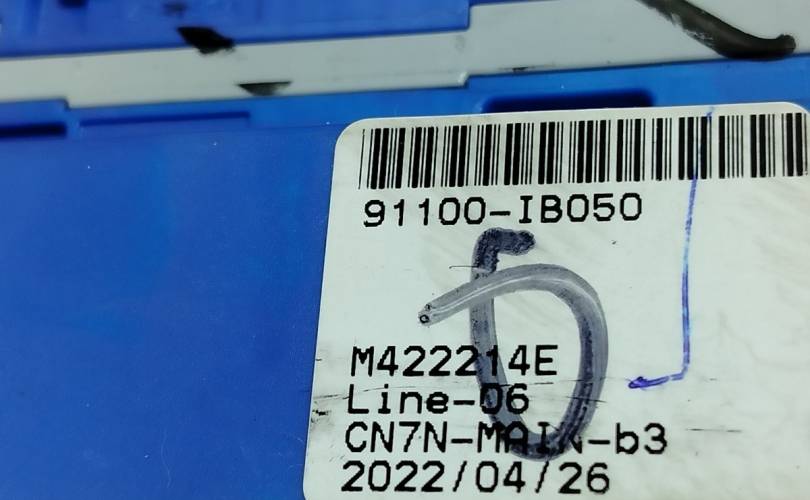 91100-IB050
M422214E
Line-06
CN7N-MAIN-b3
2022/04/26